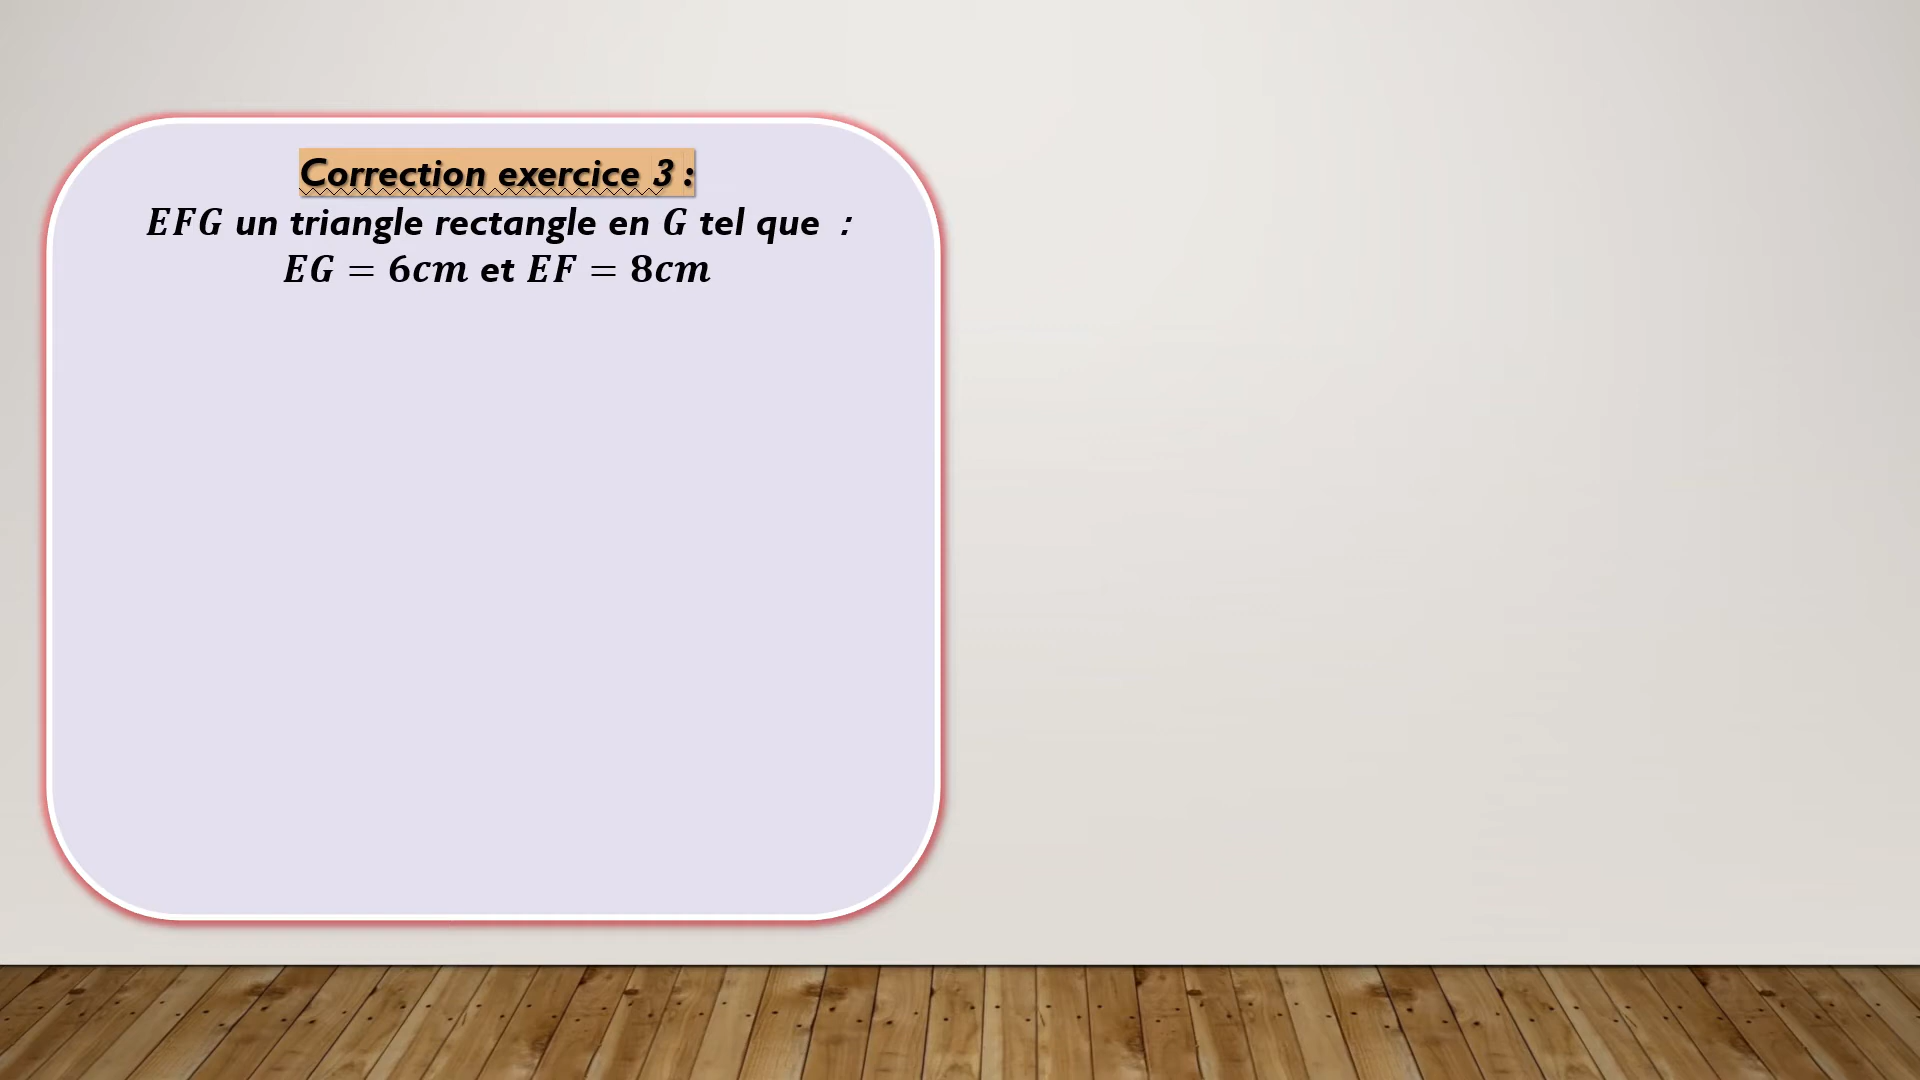 Correction exercice 3 :
EFG un triangle rectangle en G tel que :
EG = 6cm et EF = 8cm